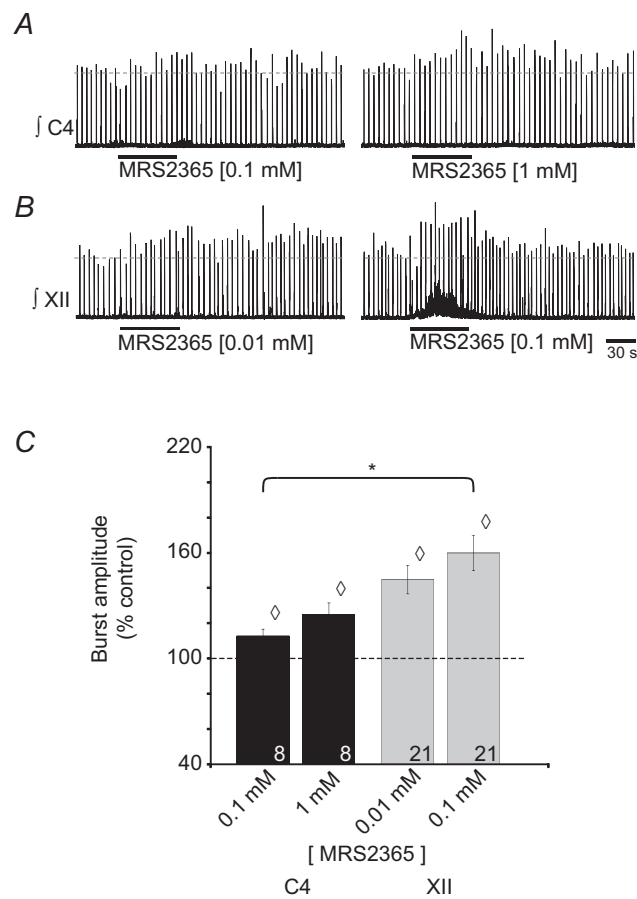 A
∫ C4
MRS2365 [0.1 mM]
MRS2365 [1 mM]
B
∫ XII
MRS2365 [0.01 mM]
MRS2365 [0.1 mM]
30 s
C
Burst amplitude
(% control)
220
160
100
40
*
◊ ◊ ◊ ◊
8 8 21 21
0.1 mM 1 mM 0.01 mM 0.1 mM
[ MRS2365 ]
C4 XII